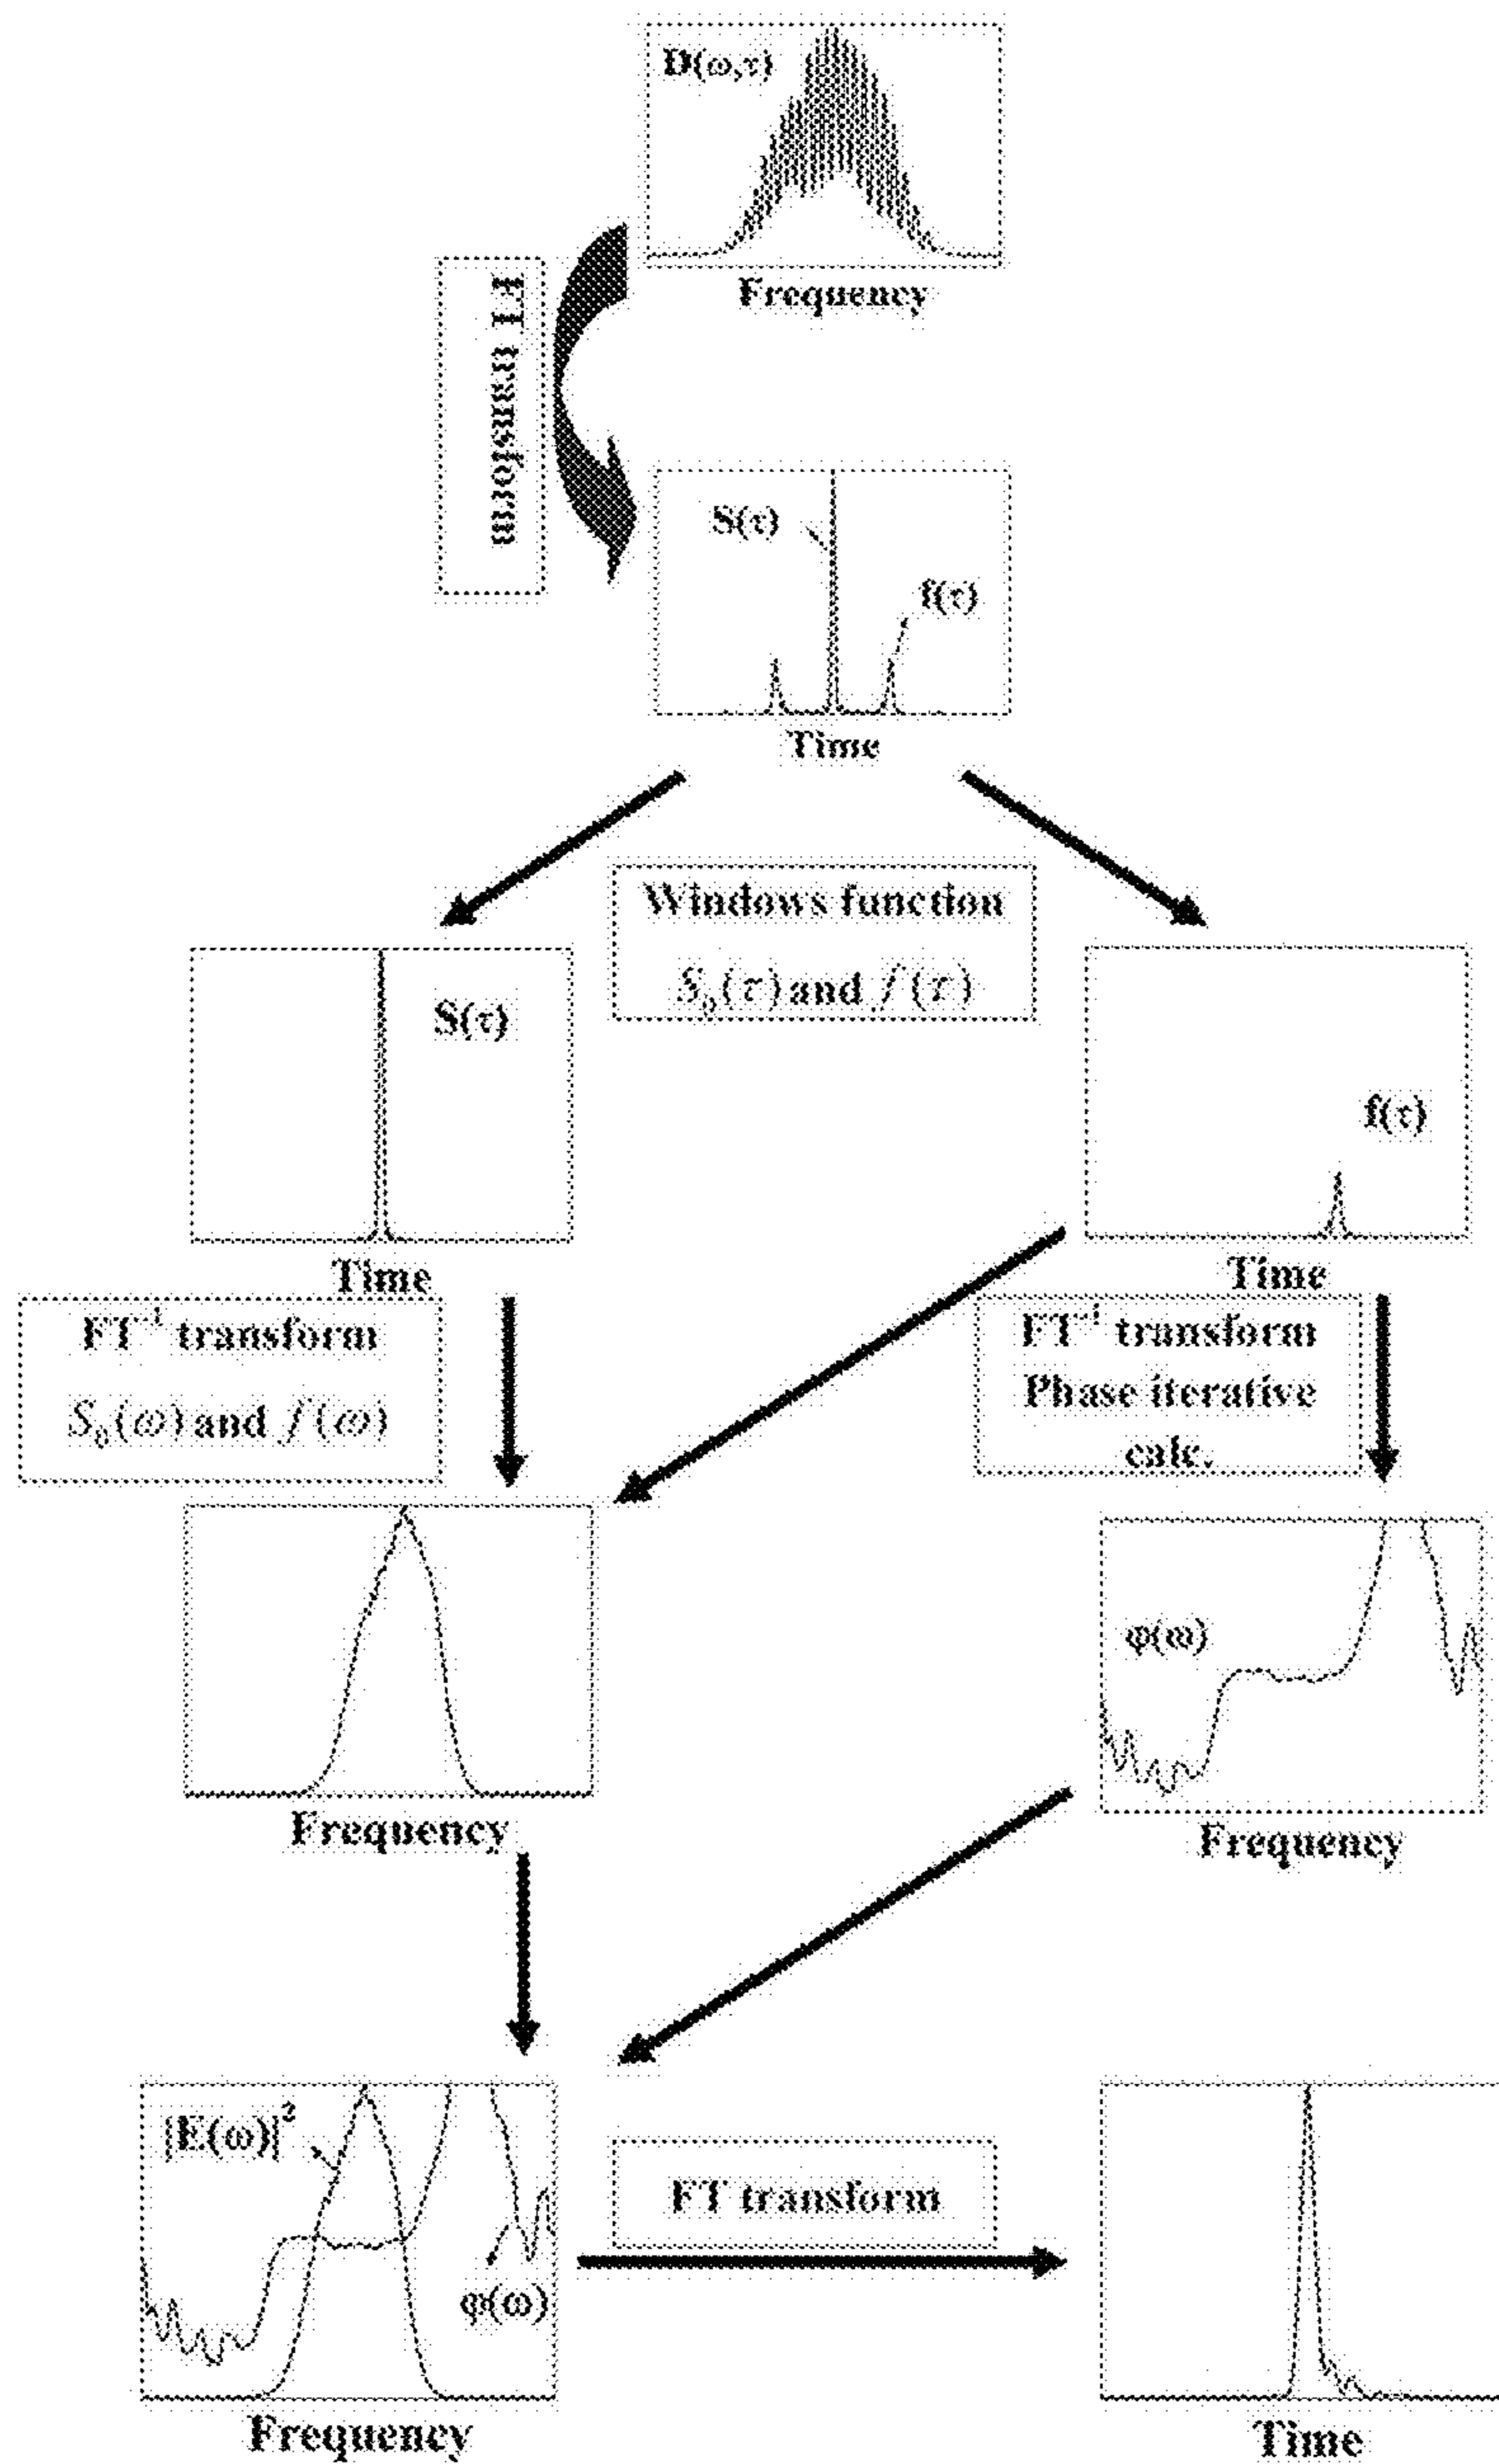 D(ω,τ)
Frequency
FT transform
S(τ)
f(τ)
Time
Windows function
S₀(τ) and f(τ)
S(τ)
f(τ)
Time
Time
FT⁻¹ transform
S₀(ω) and f(ω)
FT⁻¹ transform
Phase iterative
calc.
φ(ω)
Frequency
Frequency
|E(ω)|²
φ(ω)
FT transform
Frequency
Time